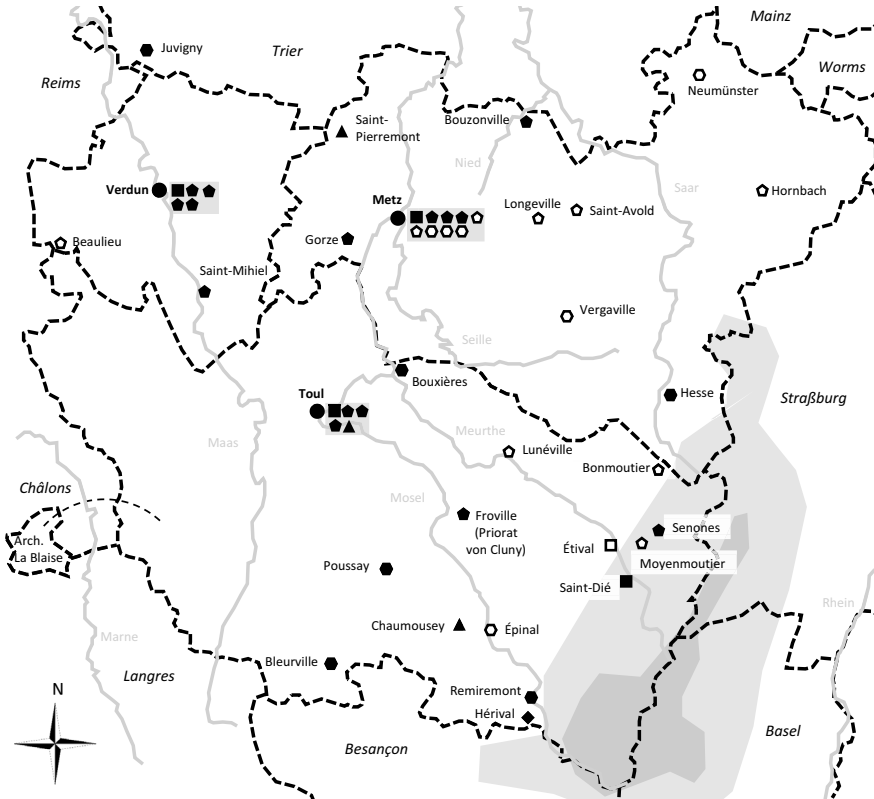 Mainz
Juvigny
Trier
Reims
Worms
Neumünster
Saint-
Pierremont
Bouzonville
Nied
Saar
Verdun
Metz
Longeville
Saint-Avold
Hornbach
Beaulieu
Gorze
Saint-Mihiel
Vergaville
Seille
Bouxières
Toul
Hesse
Straßburg
Maas
Meurthe
Lunéville
Bonmoutier
Châlons
Mosel
Froville
(Priorat
von Cluny)
Senones
Arch.
La Blaise
Étival
Moyenmoutier
Poussay
Saint-Dié
Rhein
Marne
Chaumousey
Épinal
Bleurville
Langres
N
Remiremont
Hérival
Besançon
Basel